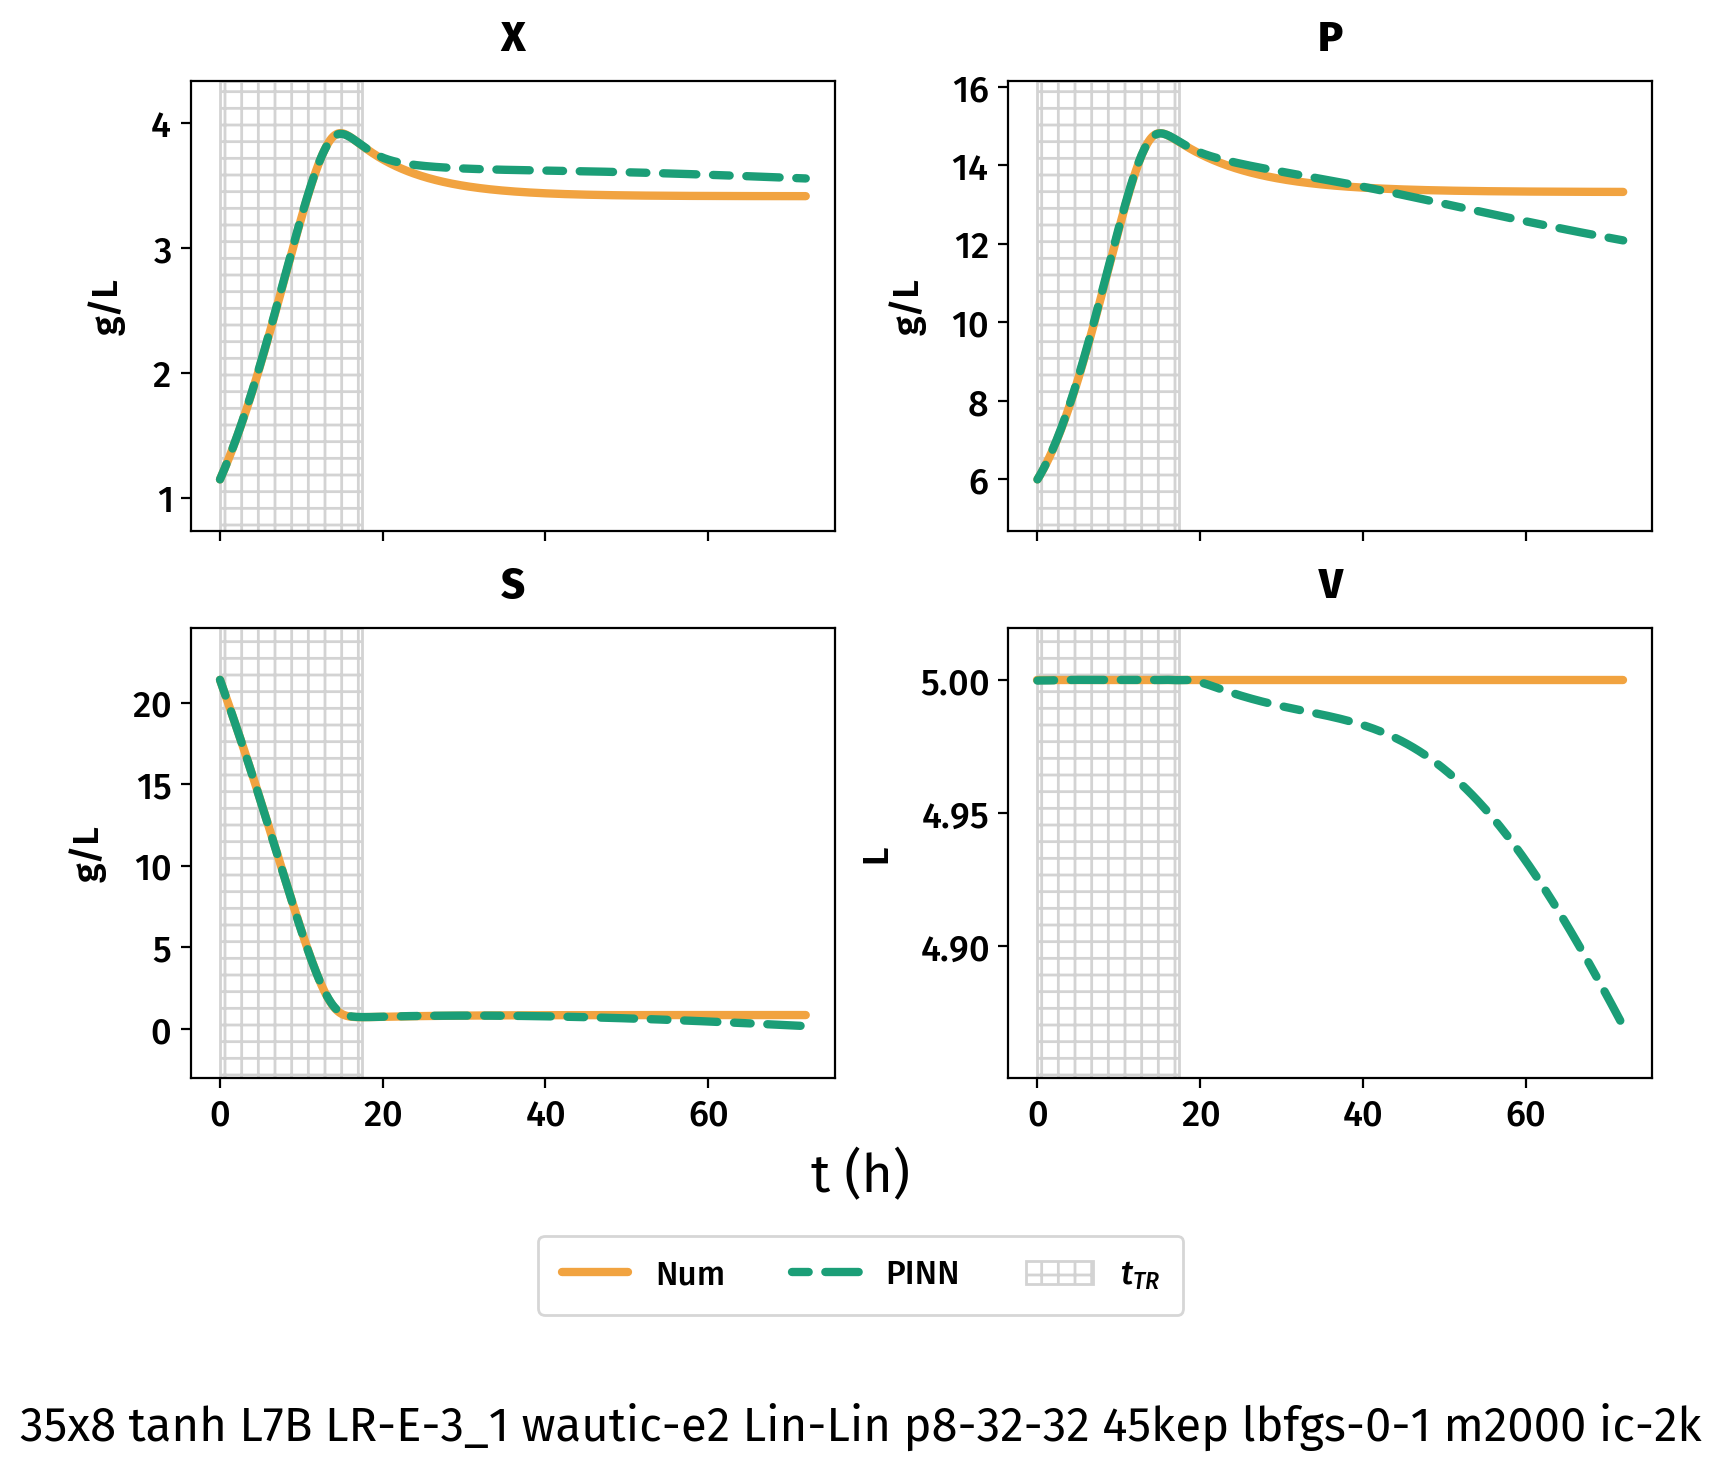 X
P
4
3
2
1
g/L
16
14
12
10
8
6
g/L
S
V
20
15
10
5
0
g/L
5.00
4.95
4.90
L
0 20 40 60
0 20 40 60
t (h)
Num PINN tTR
35x8 tanh L7B LR-E-3_1 wautic-e2 Lin-Lin p8-32-32 45kep lbfgs-0-1 m2000 ic-2k